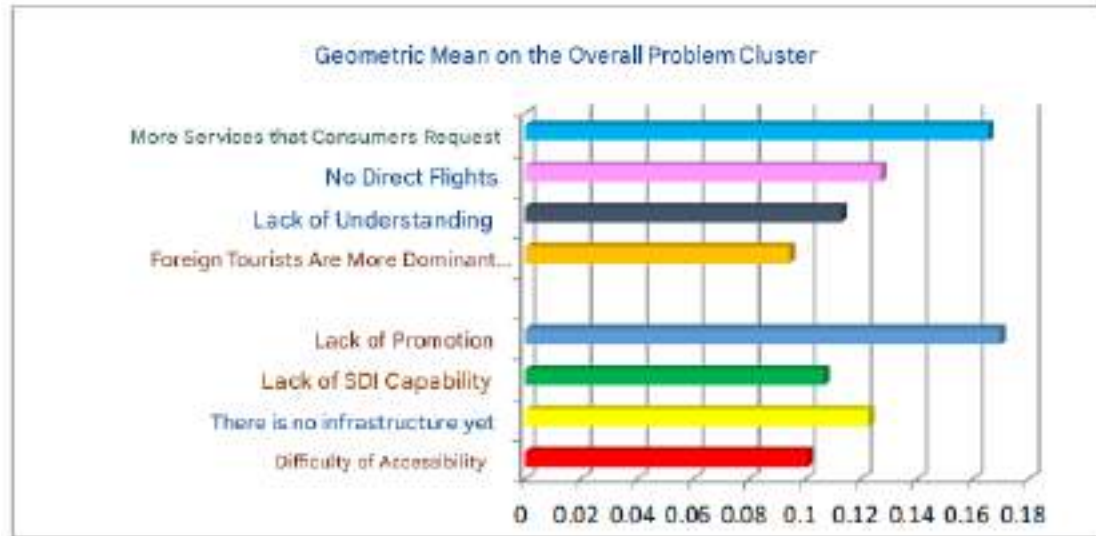 Geometric Mean on the Overall Problem Cluster
More Services that Consumers Request
No Direct Flights
Lack of Understanding
Foreign Tourists Are More Dominant...
Lack of Promotion
Lack of SDI Capability
There is no infrastructure yet
Difficulty of Accessibility
0 0.02 0.04 0.06 0.08 0.1 0.12 0.14 0.16 0.18